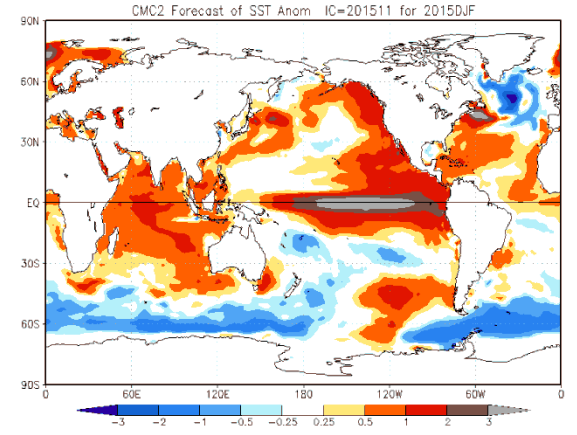 CMC2 Forecast of SST Anom IC=201511 for 2015DJF
90N
60N
30N
EQ
30S
60S
90S
0 60E 120E 180 120W 60W 0
-3 -2 -1 -0.5 -0.25 0.25 0.5 1 2 3